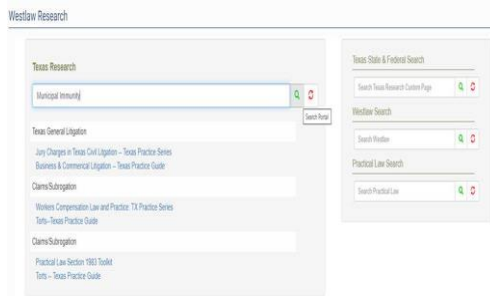 Westlaw Research
Texas Research
Municipal Immunity
Search Portal
Texas General Litigation
Jury Charges in Texas Civil Litigation – Texas Practice Series
Business & Commercial Litigation – Texas Practice Guide
Claims/Subrogation
Workers Compensation Law and Practice: TX Practice Series
Torts–Texas Practice Guide
Claims/Subrogation
Practical Law Section 1983 Toolkit
Torts – Texas Practice Guide
Texas State & Federal Search
Search Texas Research Content Page
Westlaw Search
Search Westlaw
Practical Law Search
Search Practical Law